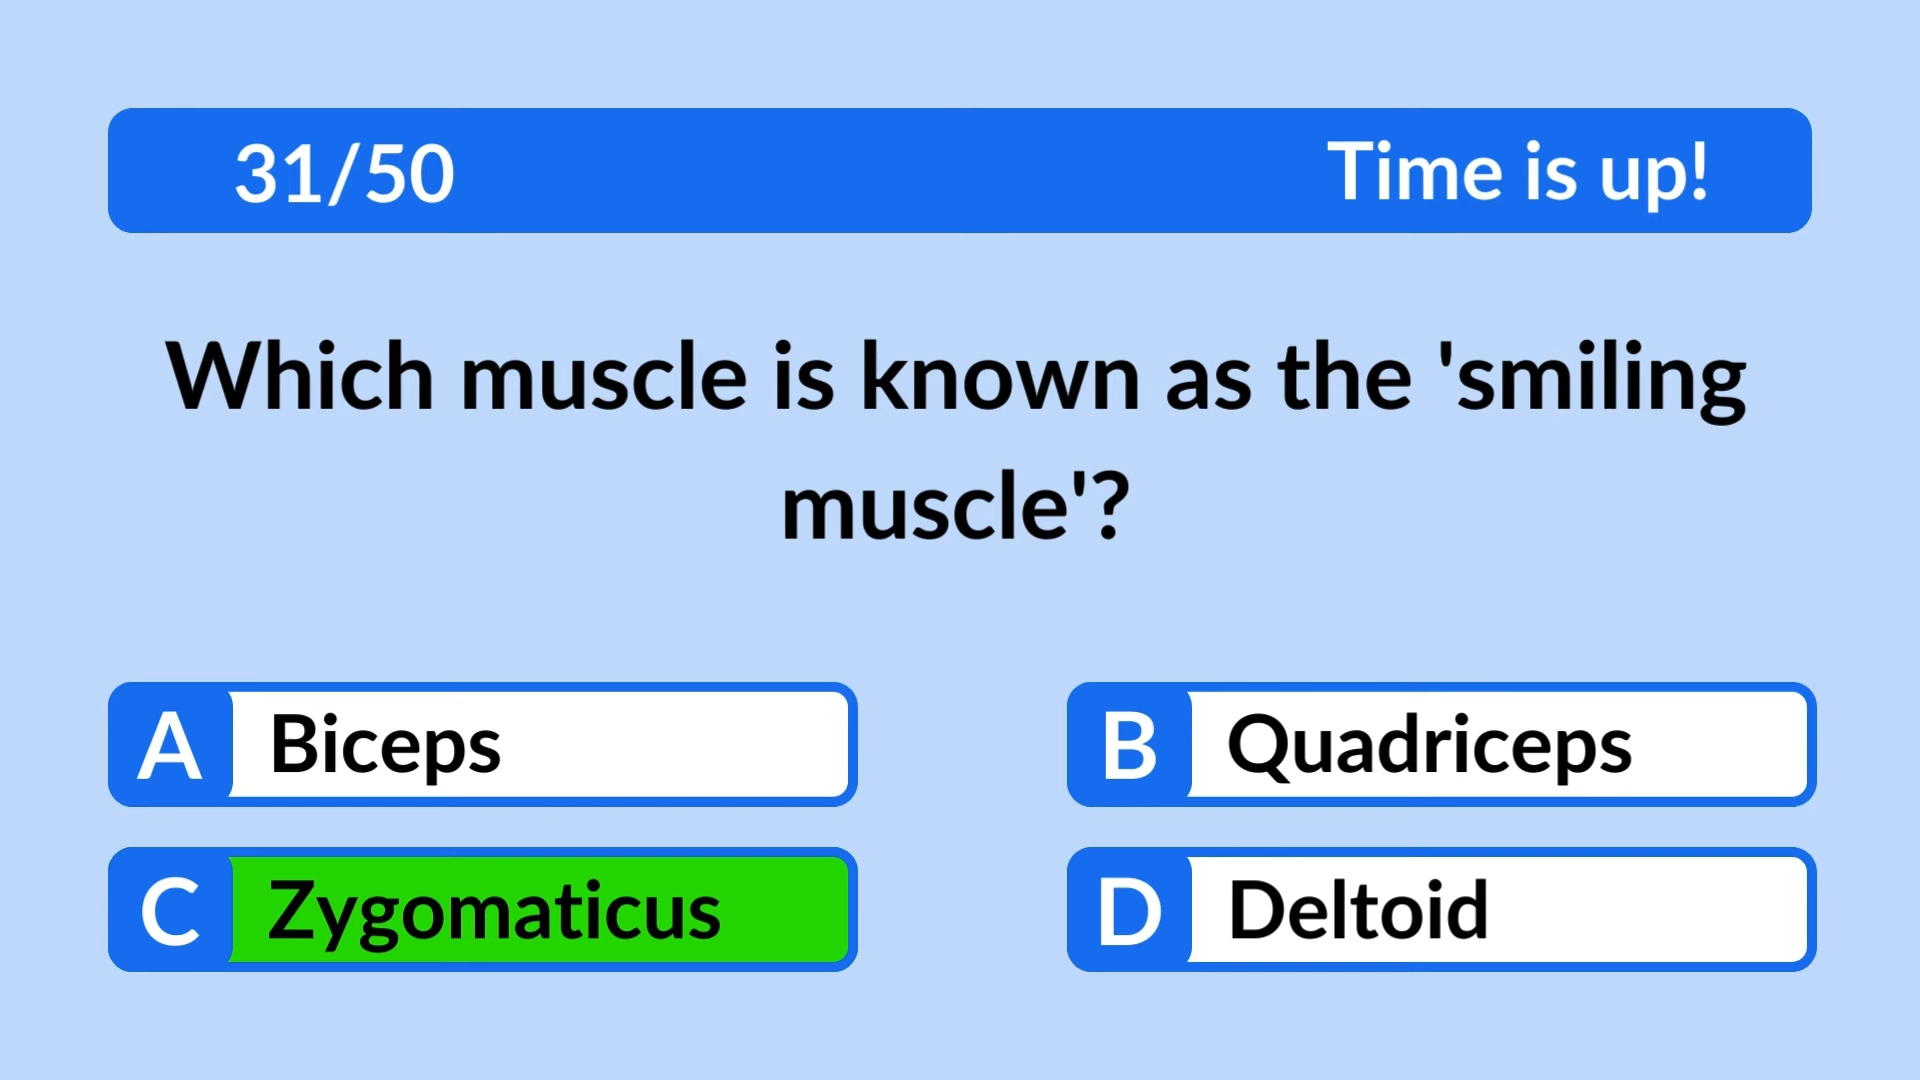 31/50
Time is up!
Which muscle is known as the 'smiling
muscle'?
A Biceps
B Quadriceps
C Zygomaticus
D Deltoid